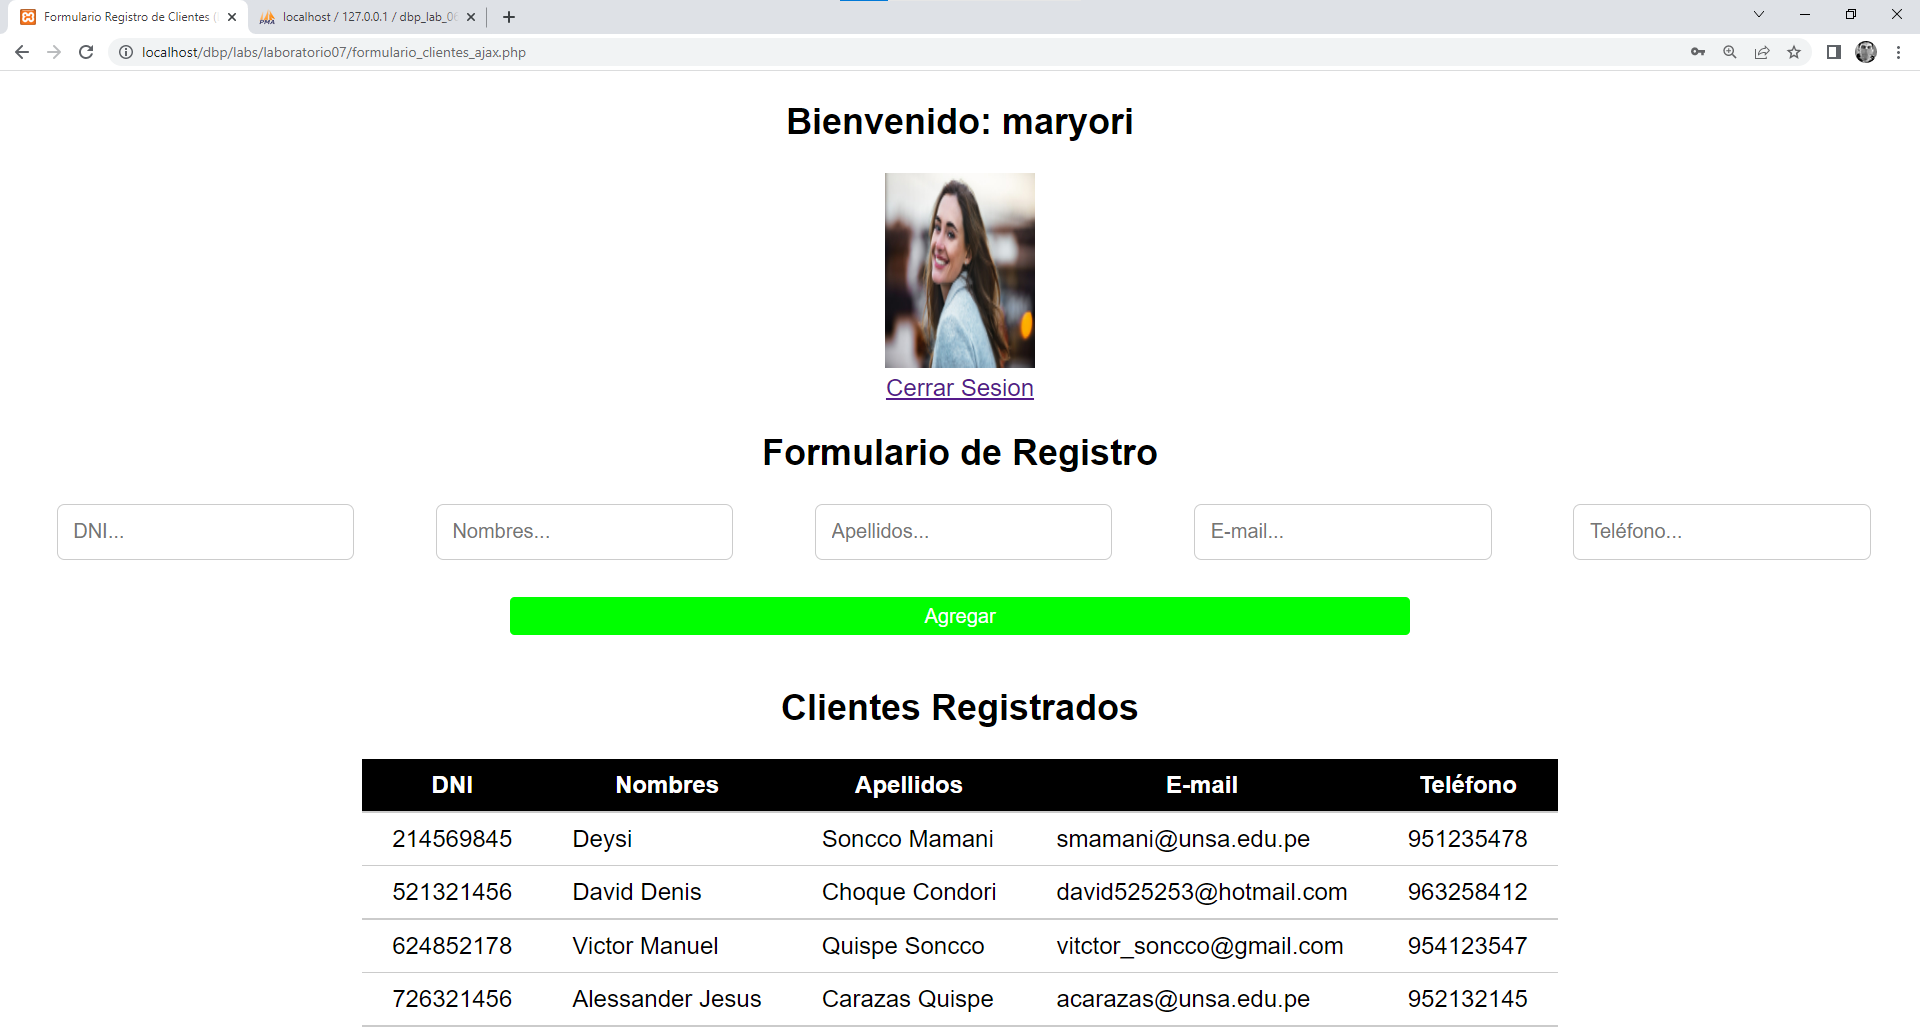 Formulario Registro de Clientes (
localhost / 127.0.0.1 / dbp_lab_06
localhost/dbp/labs/laboratorio07/formulario_clientes_ajax.php
Bienvenido: maryori
Cerrar Sesion
Formulario de Registro
DNI... Nombres... Apellidos... E-mail... Teléfono...
Agregar
Clientes Registrados
DNI Nombres Apellidos E-mail Teléfono
214569845 Deysi Soncco Mamani smamani@unsa.edu.pe 951235478
521321456 David Denis Choque Condori david525253@hotmail.com 963258412
624852178 Victor Manuel Quispe Soncco vitctor_soncco@gmail.com 954123547
726321456 Alessander Jesus Carazas Quispe acarazas@unsa.edu.pe 952132145